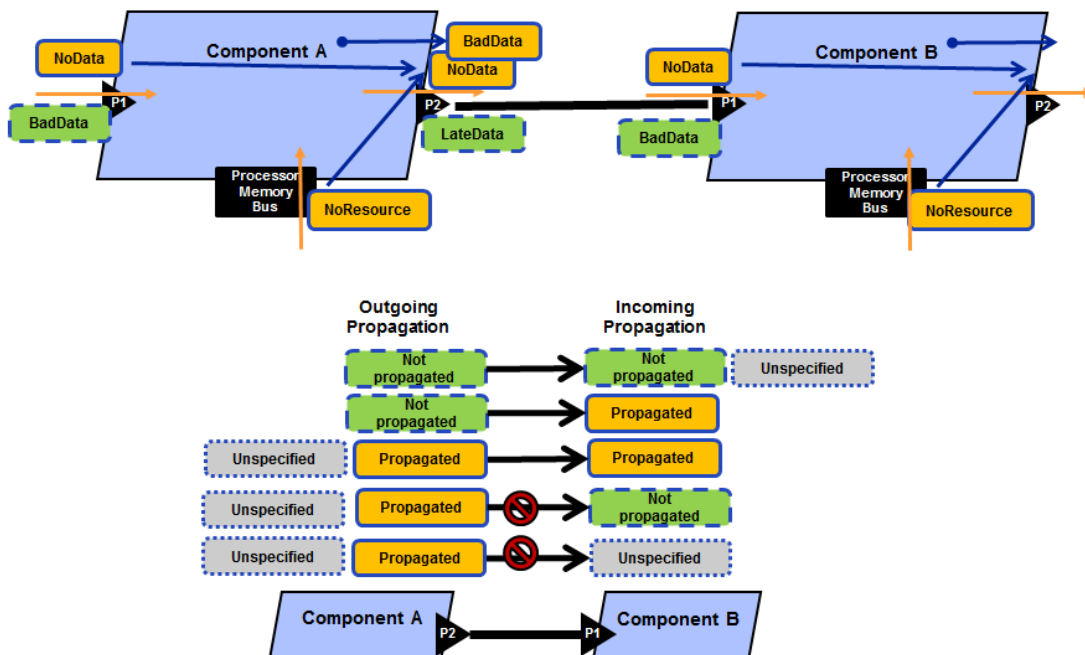 Component A
BadData
NoData
NoData
P1
BadData
P2
LateData
Processor
Memory
Bus
NoResource
Component B
NoData
P1
BadData
P2
Processor
Memory
Bus
NoResource
Outgoing
Propagation
Incoming
Propagation
Not
propagated
Not
propagated
Unspecified
Not
propagated
Propagated
Unspecified
Propagated
Propagated
Unspecified
Propagated
Not
propagated
Unspecified
Propagated
Unspecified
Component A
P2
P1
Component B